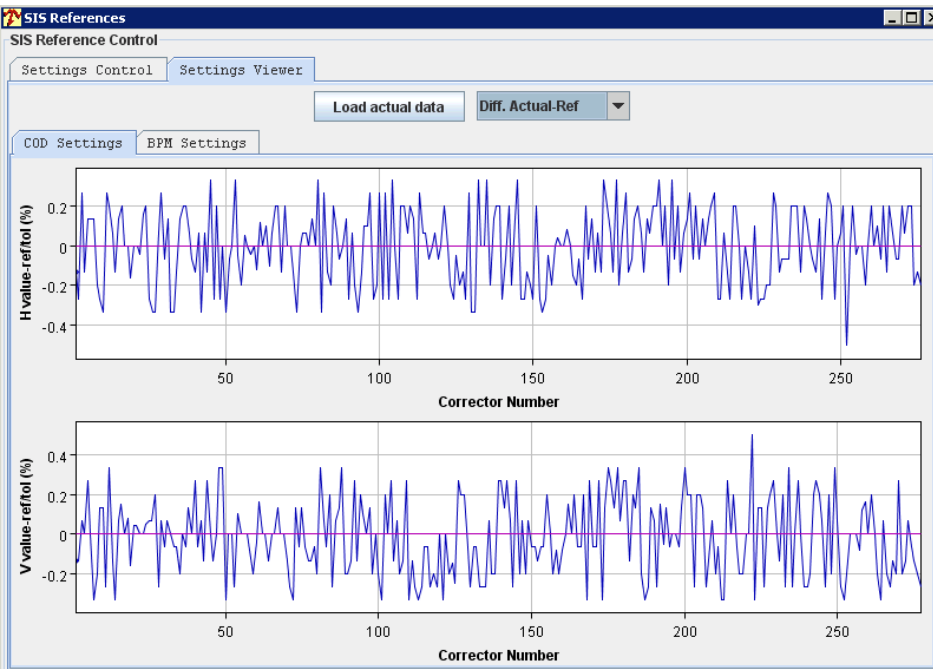 SIS References
SIS Reference Control
Settings Control Settings Viewer
Load actual data Diff. Actual-Ref
COD Settings BPM Settings
H value-ref/tol (%)
0.2
0
-0.2
-0.4
50 100 150 200 250
Corrector Number
V value-ref/tol (%)
0.4
0.2
0
-0.2
50 100 150 200 250
Corrector Number